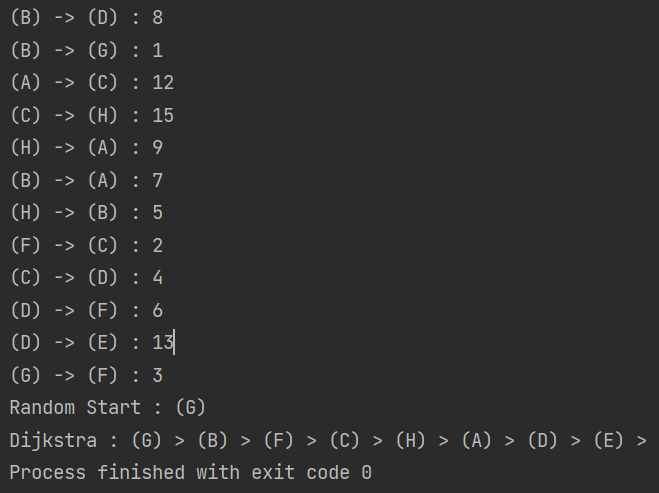 (B) -> (D) : 8
(B) -> (G) : 1
(A) -> (C) : 12
(C) -> (H) : 15
(H) -> (A) : 9
(B) -> (A) : 7
(H) -> (B) : 5
(F) -> (C) : 2
(C) -> (D) : 4
(D) -> (F) : 6
(D) -> (E) : 13
(G) -> (F) : 3
Random Start : (G)
Dijkstra : (G) > (B) > (F) > (C) > (H) > (A) > (D) > (E) >
Process finished with exit code 0